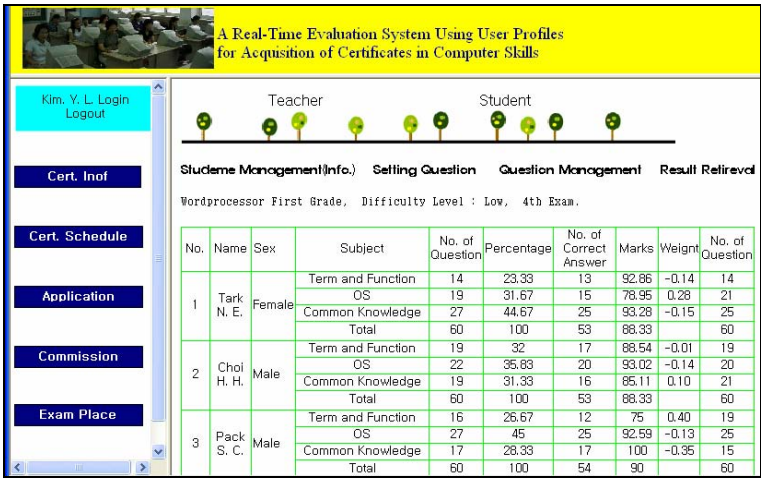 A Real-Time Evaluation System Using User Profiles
for Acquisition of Certificates in Computer Skills
Kim. Y. L. Login
Logout
Cert. Inof
Cert. Schedule
Application
Commission
Exam Place
Teacher Student
Studeme Management(Info.) Setting Question Question Management Result Retireval
Wordprocessor First Grade, Difficulty Level : Low, 4th Exam.
No. Name Sex Subject No. of Question Percentage No. of Correct Answer Marks Weignt No. of Question
1 Tark N. E. Female
Term and Function 14 23.33 13 92.86 -0.14 14
OS 19 31.67 15 78.95 0.28 21
Common Knowledge 27 44.67 25 93.28 -0.15 25
Total 60 100 53 88.33 60
2 Choi H. H. Male
Term and Function 19 32 17 88.54 -0.01 19
OS 22 35.83 20 93.02 -0.14 20
Common Knowledge 19 31.33 16 85.11 0.10 21
Total 60 100 53 88.33 60
3 Pack S. C. Male
Term and Function 16 26.67 12 75 0.40 19
OS 27 45 25 92.59 -0.13 25
Common Knowledge 17 28.33 17 100 -0.35 15
Total 60 100 54 90 60